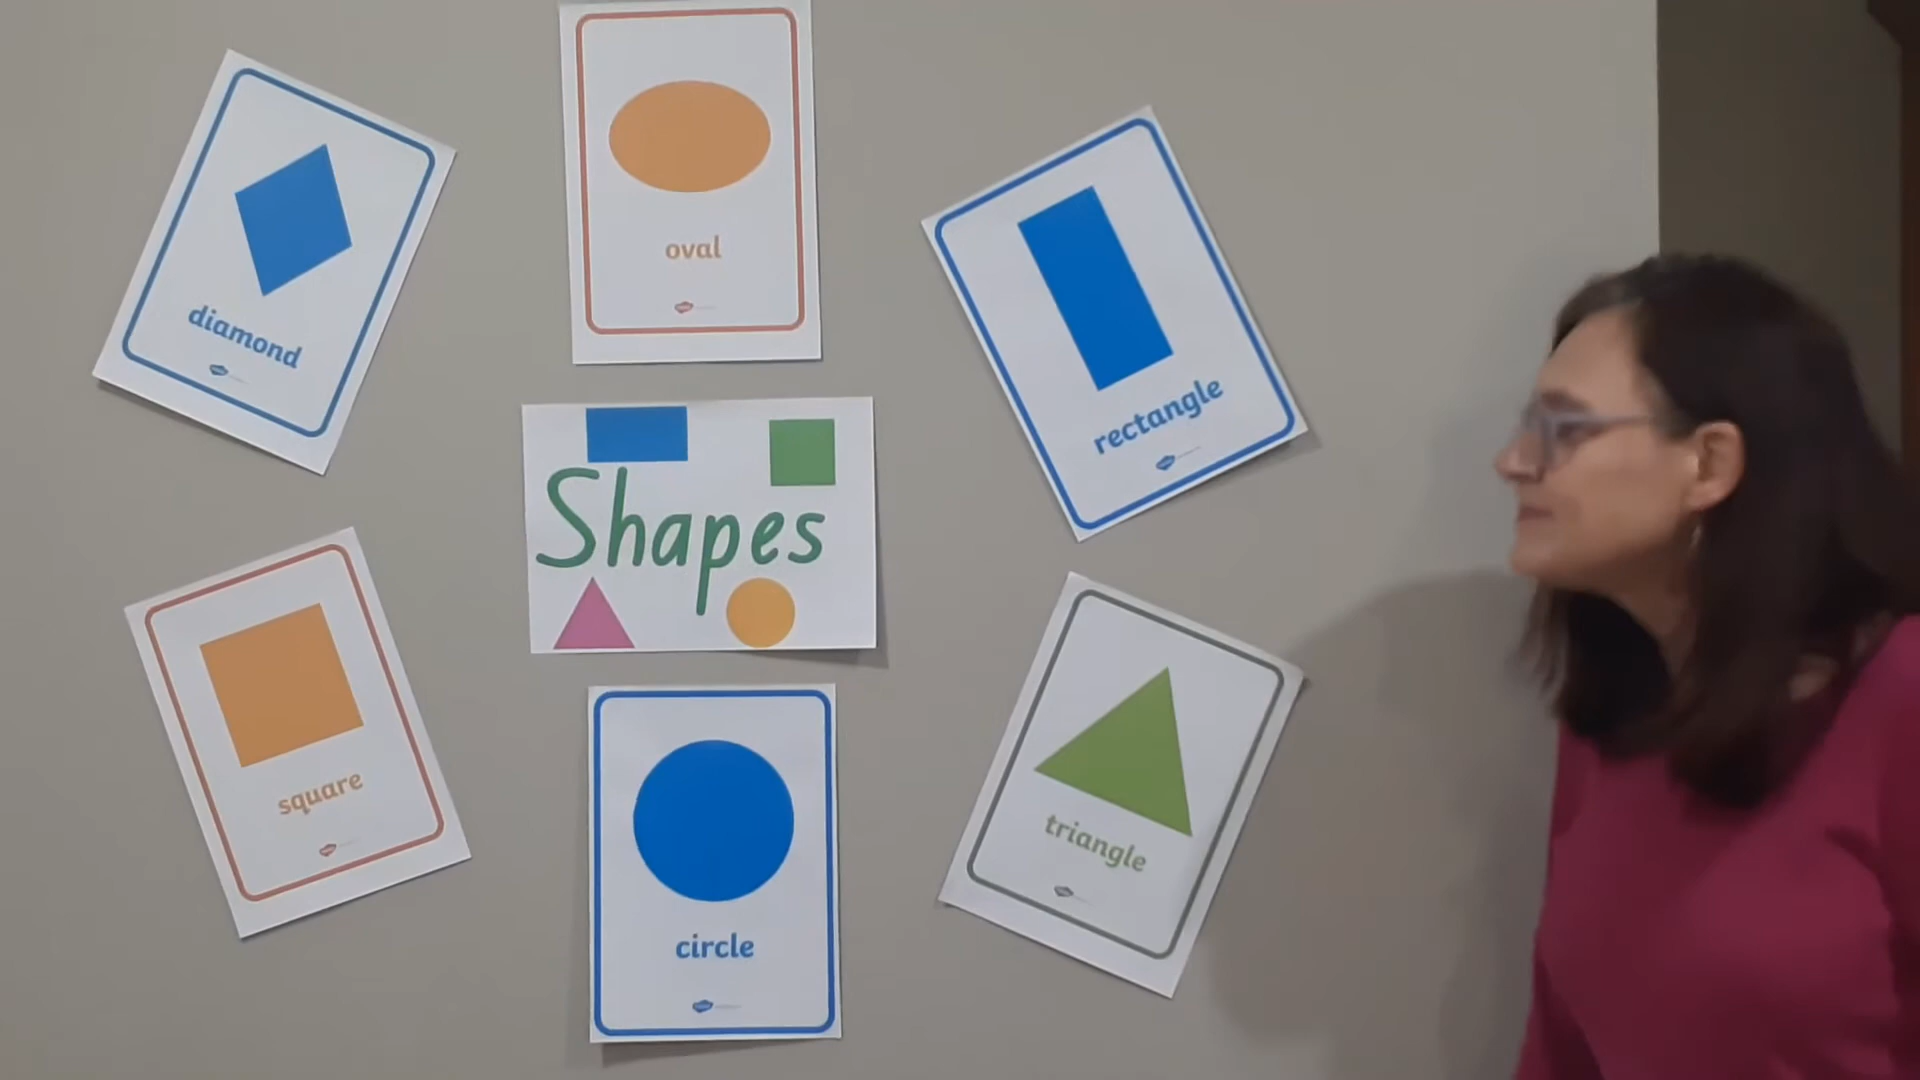 oval
diamond
rectangle
Shapes
square
triangle
circle